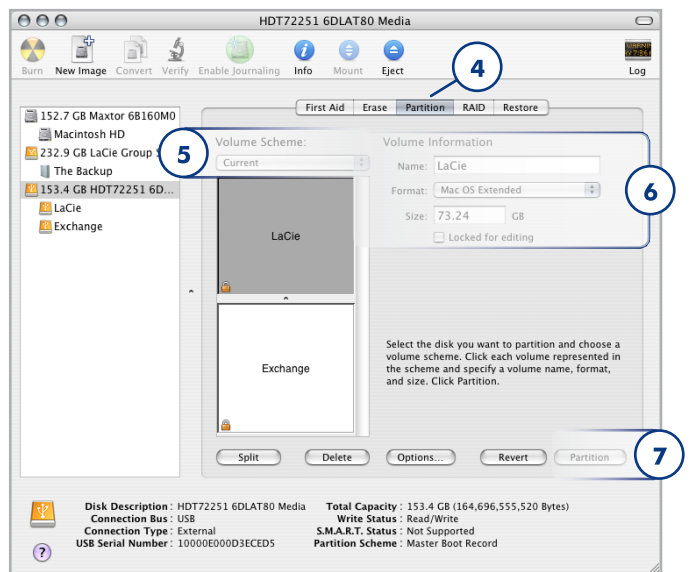 HDT72251 6DLAT80 Media
Burn New Image Convert Verify Enable Journaling Info Mount Eject Log
4
First Aid Erase Partition RAID Restore
152.7 GB Maxtor 6B160M0
Macintosh HD
232.9 GB LaCie Group
The Backup
153.4 GB HDT72251 6D...
LaCie
Exchange
5
Volume Scheme:
Current
LaCie
Exchange
Volume Information
Name: LaCie
Format: Mac OS Extended
Size: 73.24 GB
Locked for editing
6
Select the disk you want to partition and choose a
volume scheme. Click each volume represented in
the scheme and specify a volume name, format,
and size. Click Partition.
Split Delete Options... Revert Partition
7
Disk Description : HDT72251 6DLAT80 Media
Connection Bus : USB
Connection Type : External
USB Serial Number : 10000E000D3ECED5
Total Capacity : 153.4 GB (164,696,555,520 Bytes)
Write Status : Read/Write
S.M.A.R.T. Status : Not Supported
Partition Scheme : Master Boot Record
?